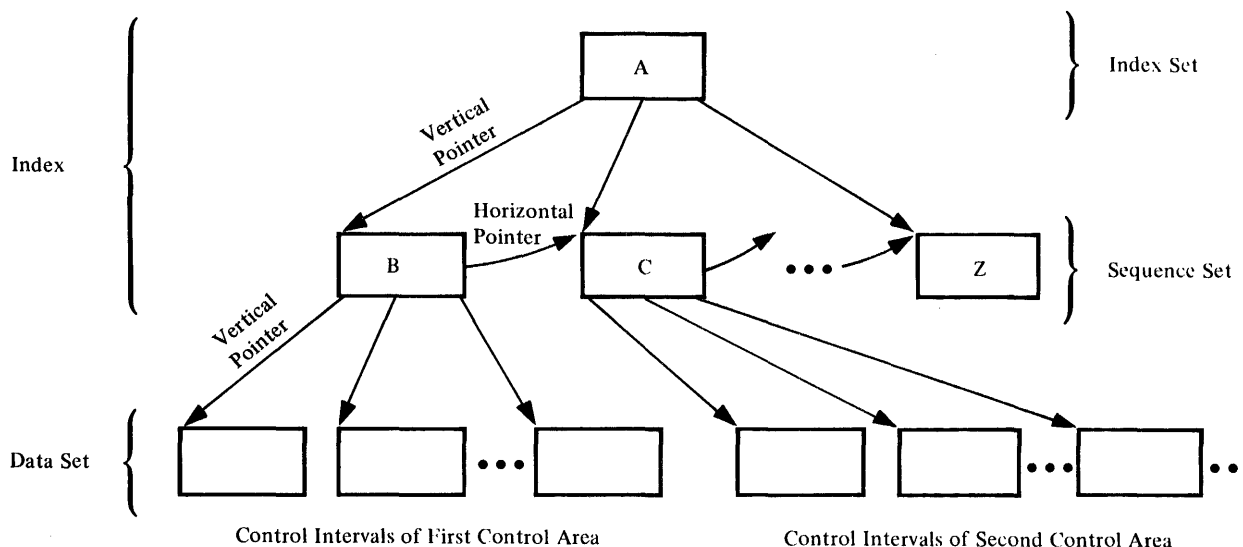 A
Index Set
Vertical
Pointer
Index
Horizontal
Pointer
B
C
Z
Sequence Set
Vertical
Pointer
Data Set
Control Intervals of First Control Area
Control Intervals of Second Control Area